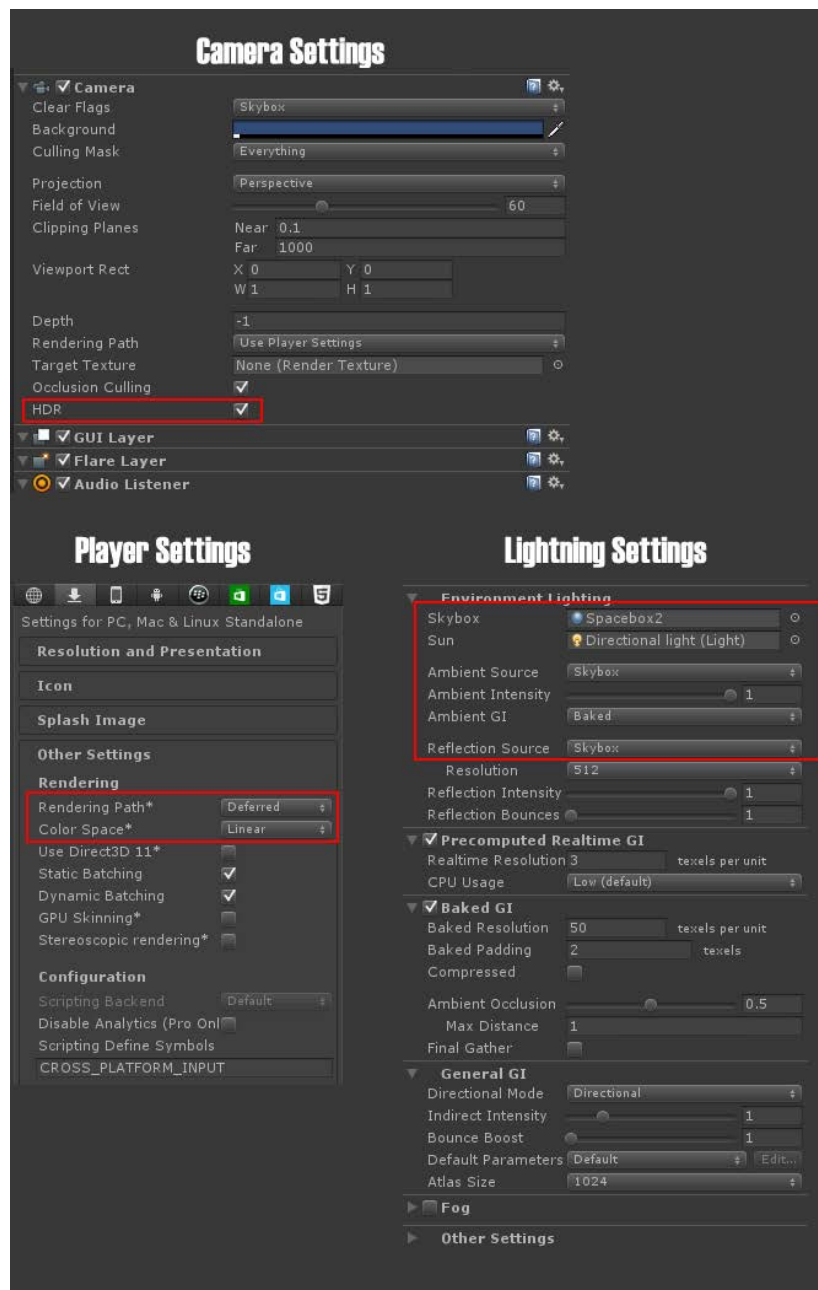 Camera Settings
Camera
Clear Flags Skybox
Background
Culling Mask Everything
Projection Perspective
Field of View 60
Clipping Planes Near 0.1
Far 1000
Viewport Rect X 0 Y 0
W 1 H 1
Depth -1
Rendering Path Use Player Settings
Target Texture None (Render Texture)
Occlusion Culling
HDR
GUI Layer
Flare Layer
Audio Listener
Player Settings
Settings for PC, Mac & Linux Standalone
Resolution and Presentation
Icon
Splash Image
Other Settings
Rendering
Rendering Path* Deferred
Color Space* Linear
Use Direct3D 11*
Static Batching
Dynamic Batching
GPU Skinning*
Stereoscopic rendering*
Configuration
Scripting Backend Default
Disable Analytics (Pro Onl
Scripting Define Symbols
CROSS_PLATFORM_INPUT
Lightning Settings
Environment Lighting
Skybox Spacebox2
Sun Directional light (Light)
Ambient Source Skybox
Ambient Intensity 1
Ambient GI Baked
Reflection Source Skybox
Resolution 512
Reflection Intensity 1
Reflection Bounces 1
Precomputed Realtime GI
Realtime Resolution 3 texels per unit
CPU Usage Low (default)
Baked GI
Baked Resolution 50 texels per unit
Baked Padding 2 texels
Compressed
Ambient Occlusion 0.5
Max Distance 1
Final Gather
General GI
Directional Mode Directional
Indirect Intensity 1
Bounce Boost 1
Default Parameters Default Edit...
Atlas Size 1024
Fog
Other Settings